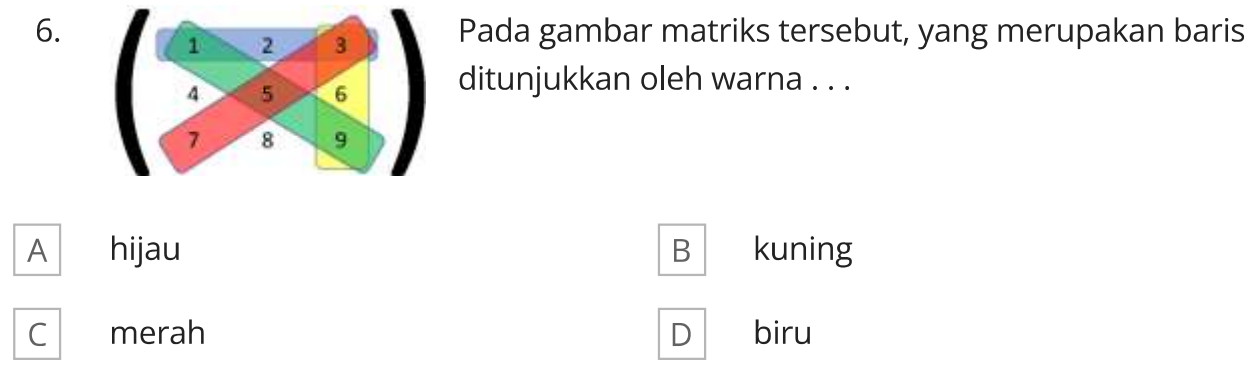 6.
1 2 3
4 5 6
7 8 9
Pada gambar matriks tersebut, yang merupakan baris
ditunjukkan oleh warna . . .
A hijau
B kuning
C merah
D biru